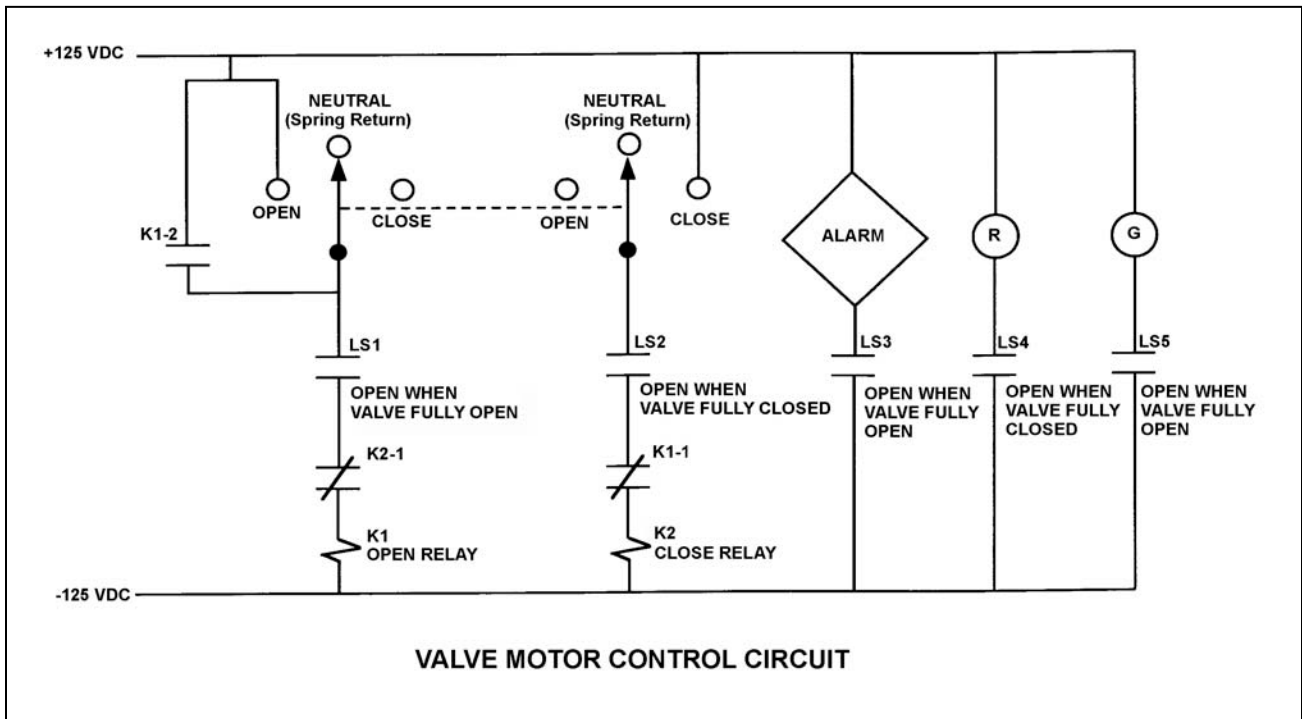 +125 VDC
NEUTRAL
(Spring Return)
NEUTRAL
(Spring Return)
OPEN
CLOSE
OPEN
CLOSE
K1-2
ALARM
R
G
LS1
OPEN WHEN
VALVE FULLY OPEN
LS2
OPEN WHEN
VALVE FULLY CLOSED
LS3
OPEN WHEN
VALVE FULLY
OPEN
LS4
OPEN WHEN
VALVE FULLY
CLOSED
LS5
OPEN WHEN
VALVE FULLY
OPEN
K2-1
K1-1
K1
OPEN RELAY
K2
CLOSE RELAY
-125 VDC
VALVE MOTOR CONTROL CIRCUIT